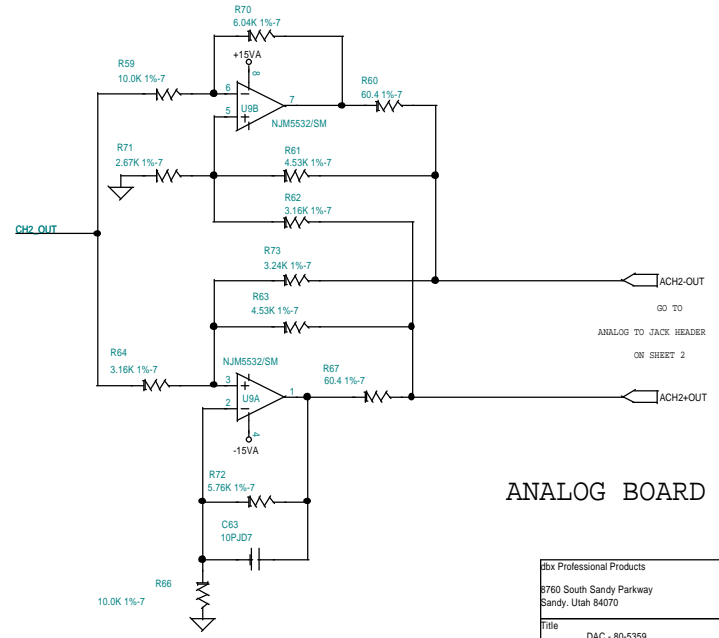 R70
6.04K 1%-7
+15VA
R59
10.0K 1%-7
8
R60
60.4 1%-7
6
7
U9B
5
NJM5532/SM
R71
2.67K 1%-7
R61
4.53K 1%-7
R62
3.16K 1%-7
CH2_OUT
R73
3.24K 1%-7
ACH2-OUT
R63
4.53K 1%-7
GO TO
ANALOG TO JACK HEADER
ON SHEET 2
R64
3.16K 1%-7
NJM5532/SM
R67
60.4 1%-7
3
1
U9A
2
ACH2+OUT
4
-15VA
R72
5.76K 1%-7
ANALOG BOARD
C63
10PJD7
R66
10.0K 1%-7
dbx Professional Products
8760 South Sandy Parkway
Sandy. Utah 84070
Title
DAC - 80-5359